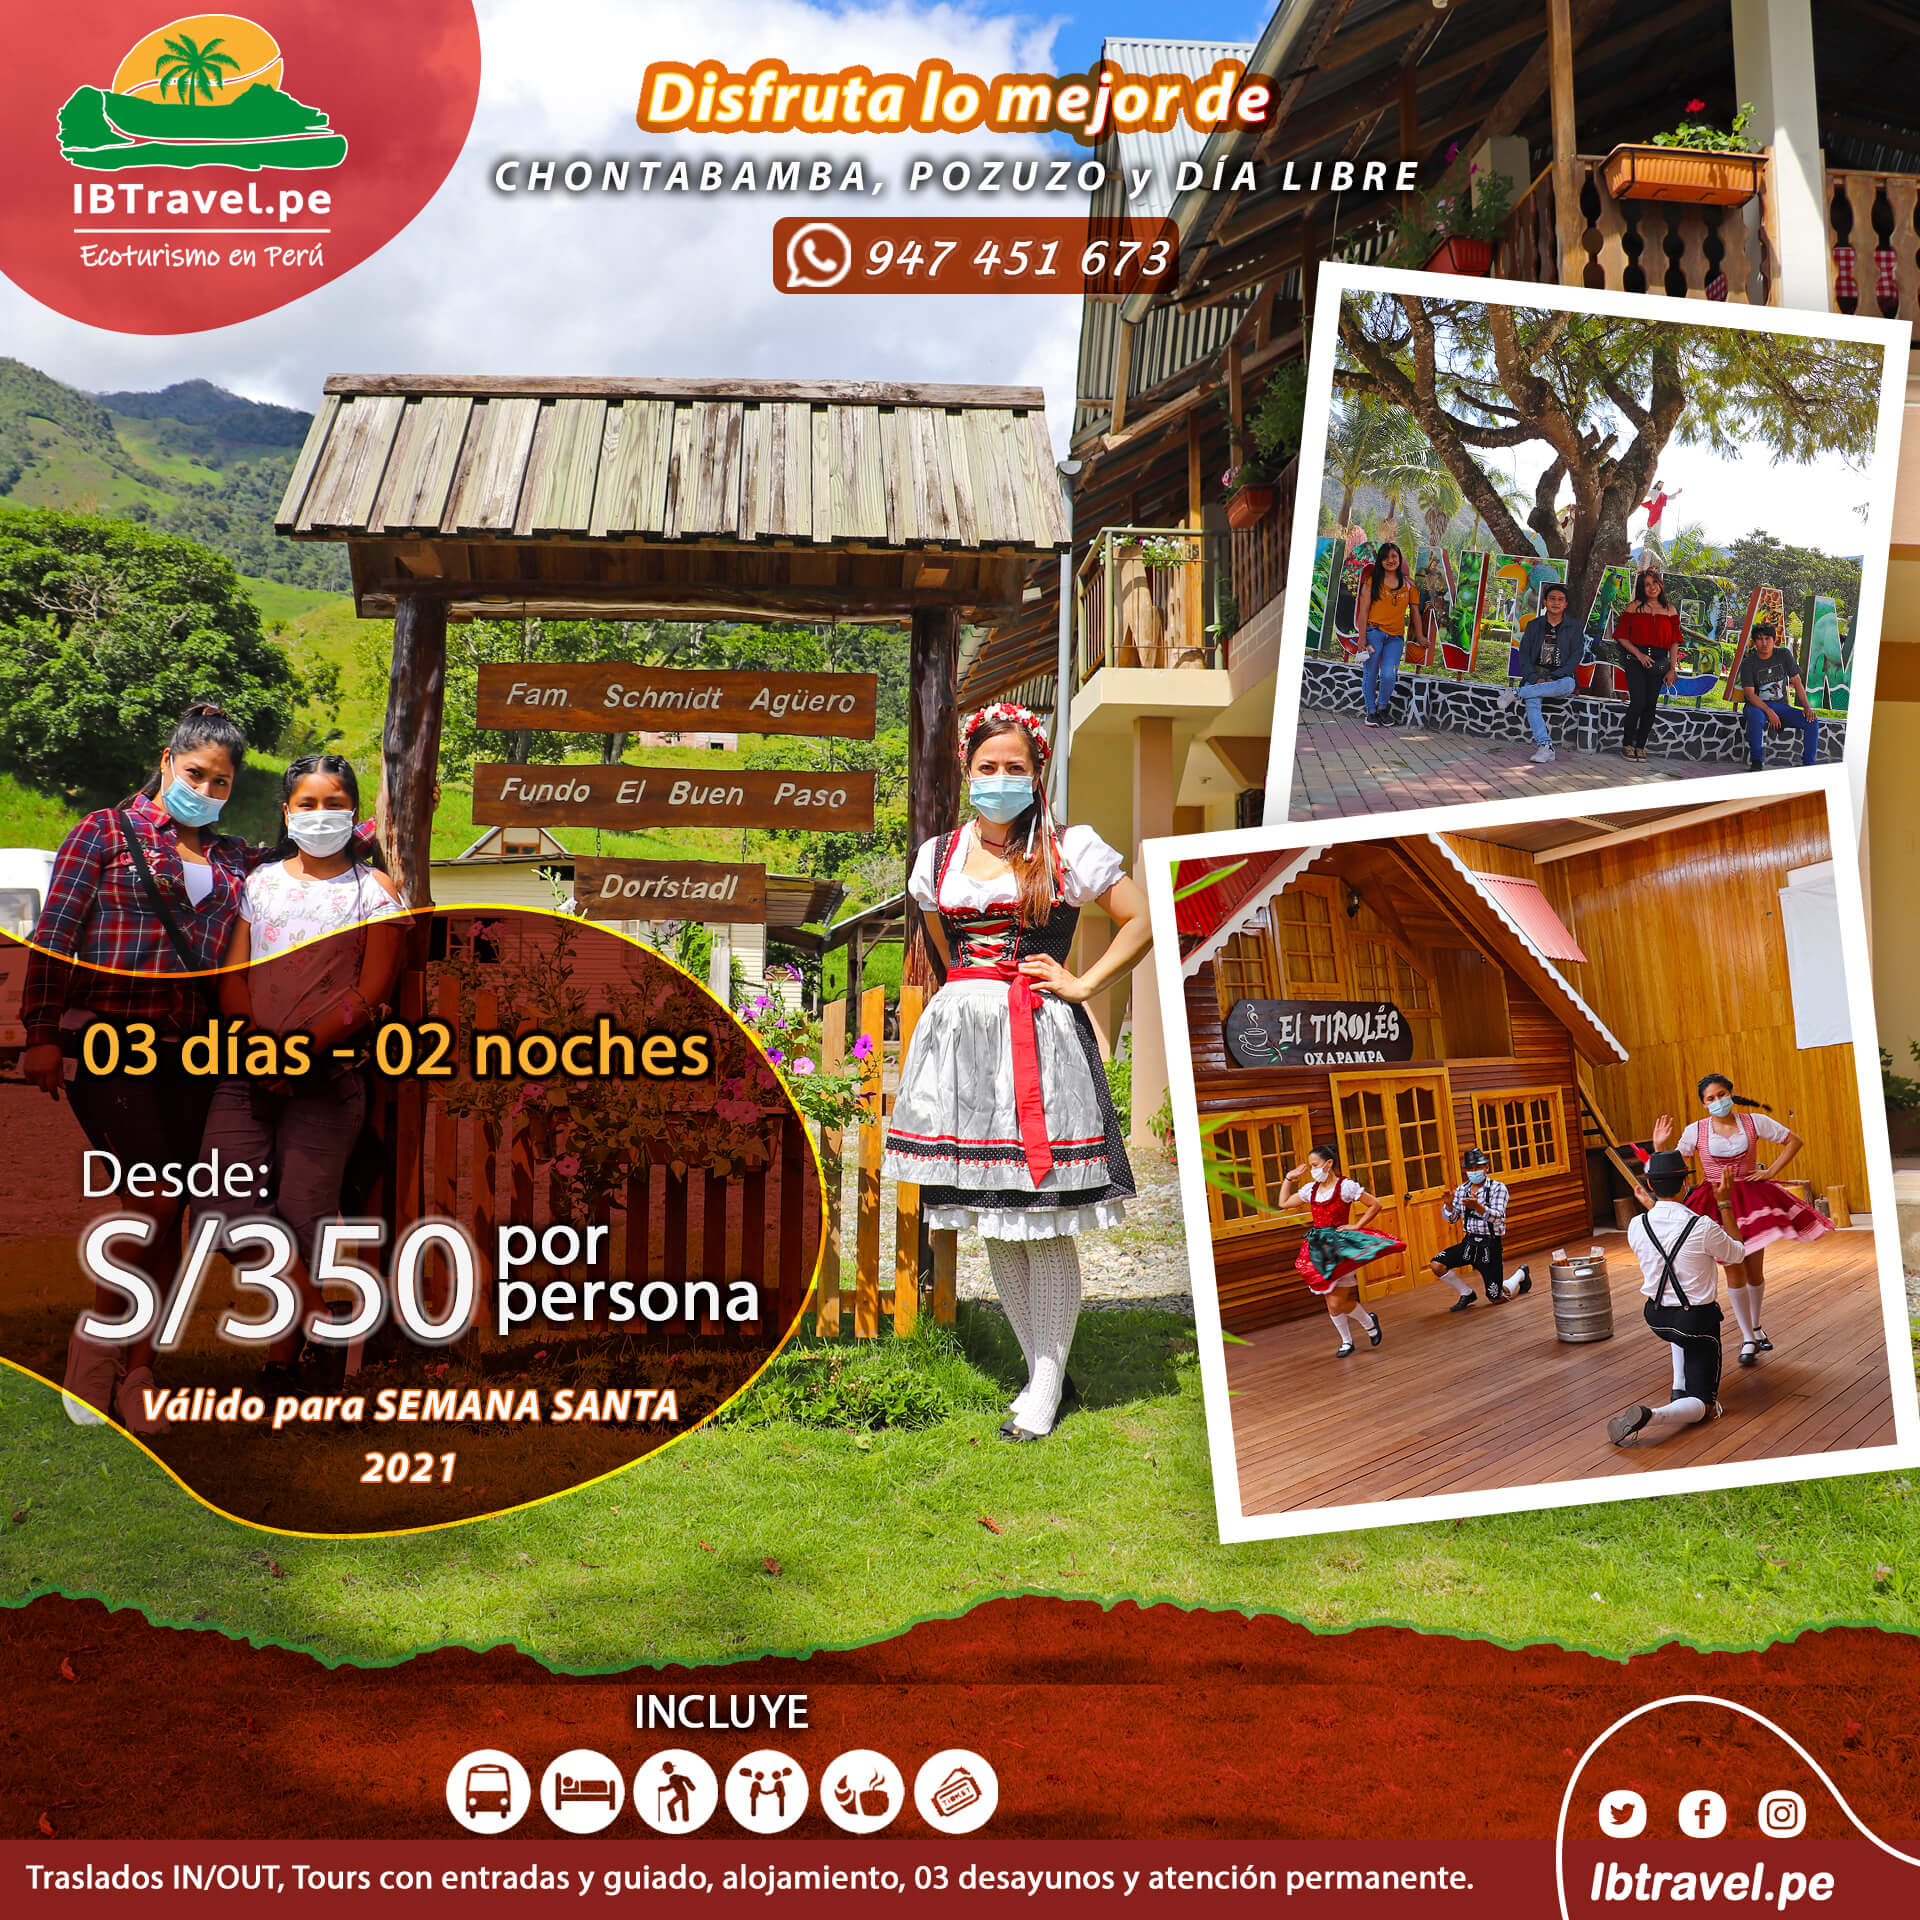 IBTravel.pe
Ecoturismo en Perú
Disfruta lo mejor de
CHONTABAMBA, POZUZO y DÍA LIBRE
947 451 673
Fam. Schmidt Agüero
Fundo El Buen Paso
Dorfstadl
El TIROLÉS
OXAPAMPA
03 días - 02 noches
Desde:
S/350 por persona
Válido para SEMANA SANTA
2021
INCLUYE
TICKET
Traslados IN/OUT, Tours con entradas y guiado, alojamiento, 03 desayunos y atención permanente.
Ibtravel.pe